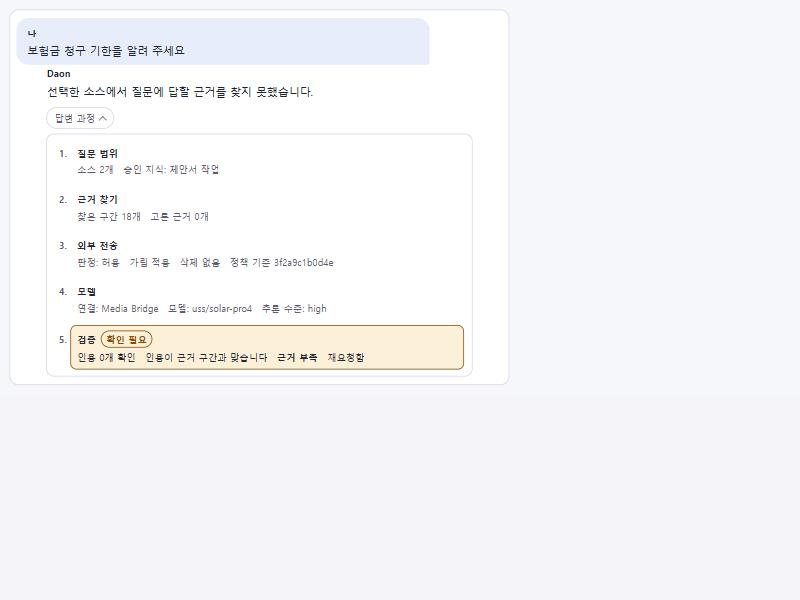 나
보험금 청구 기한을 알려 주세요
Daon
선택한 소스에서 질문에 답할 근거를 찾지 못했습니다.
답변 과정
1. 질문 범위
소스 2개 승인 지식: 제안서 작업
2. 근거 찾기
찾은 구간 18개 고른 근거 0개
3. 외부 전송
판정: 허용 가림 적용 삭제 없음 정책 기준 3f2a9c1b0d4e
4. 모델
연결: Media Bridge 모델: uss/solar-pro4 추론 수준: high
5. 검증 확인 필요
인용 0개 확인 인용이 근거 구간과 맞습니다 근거 부족 재요청함